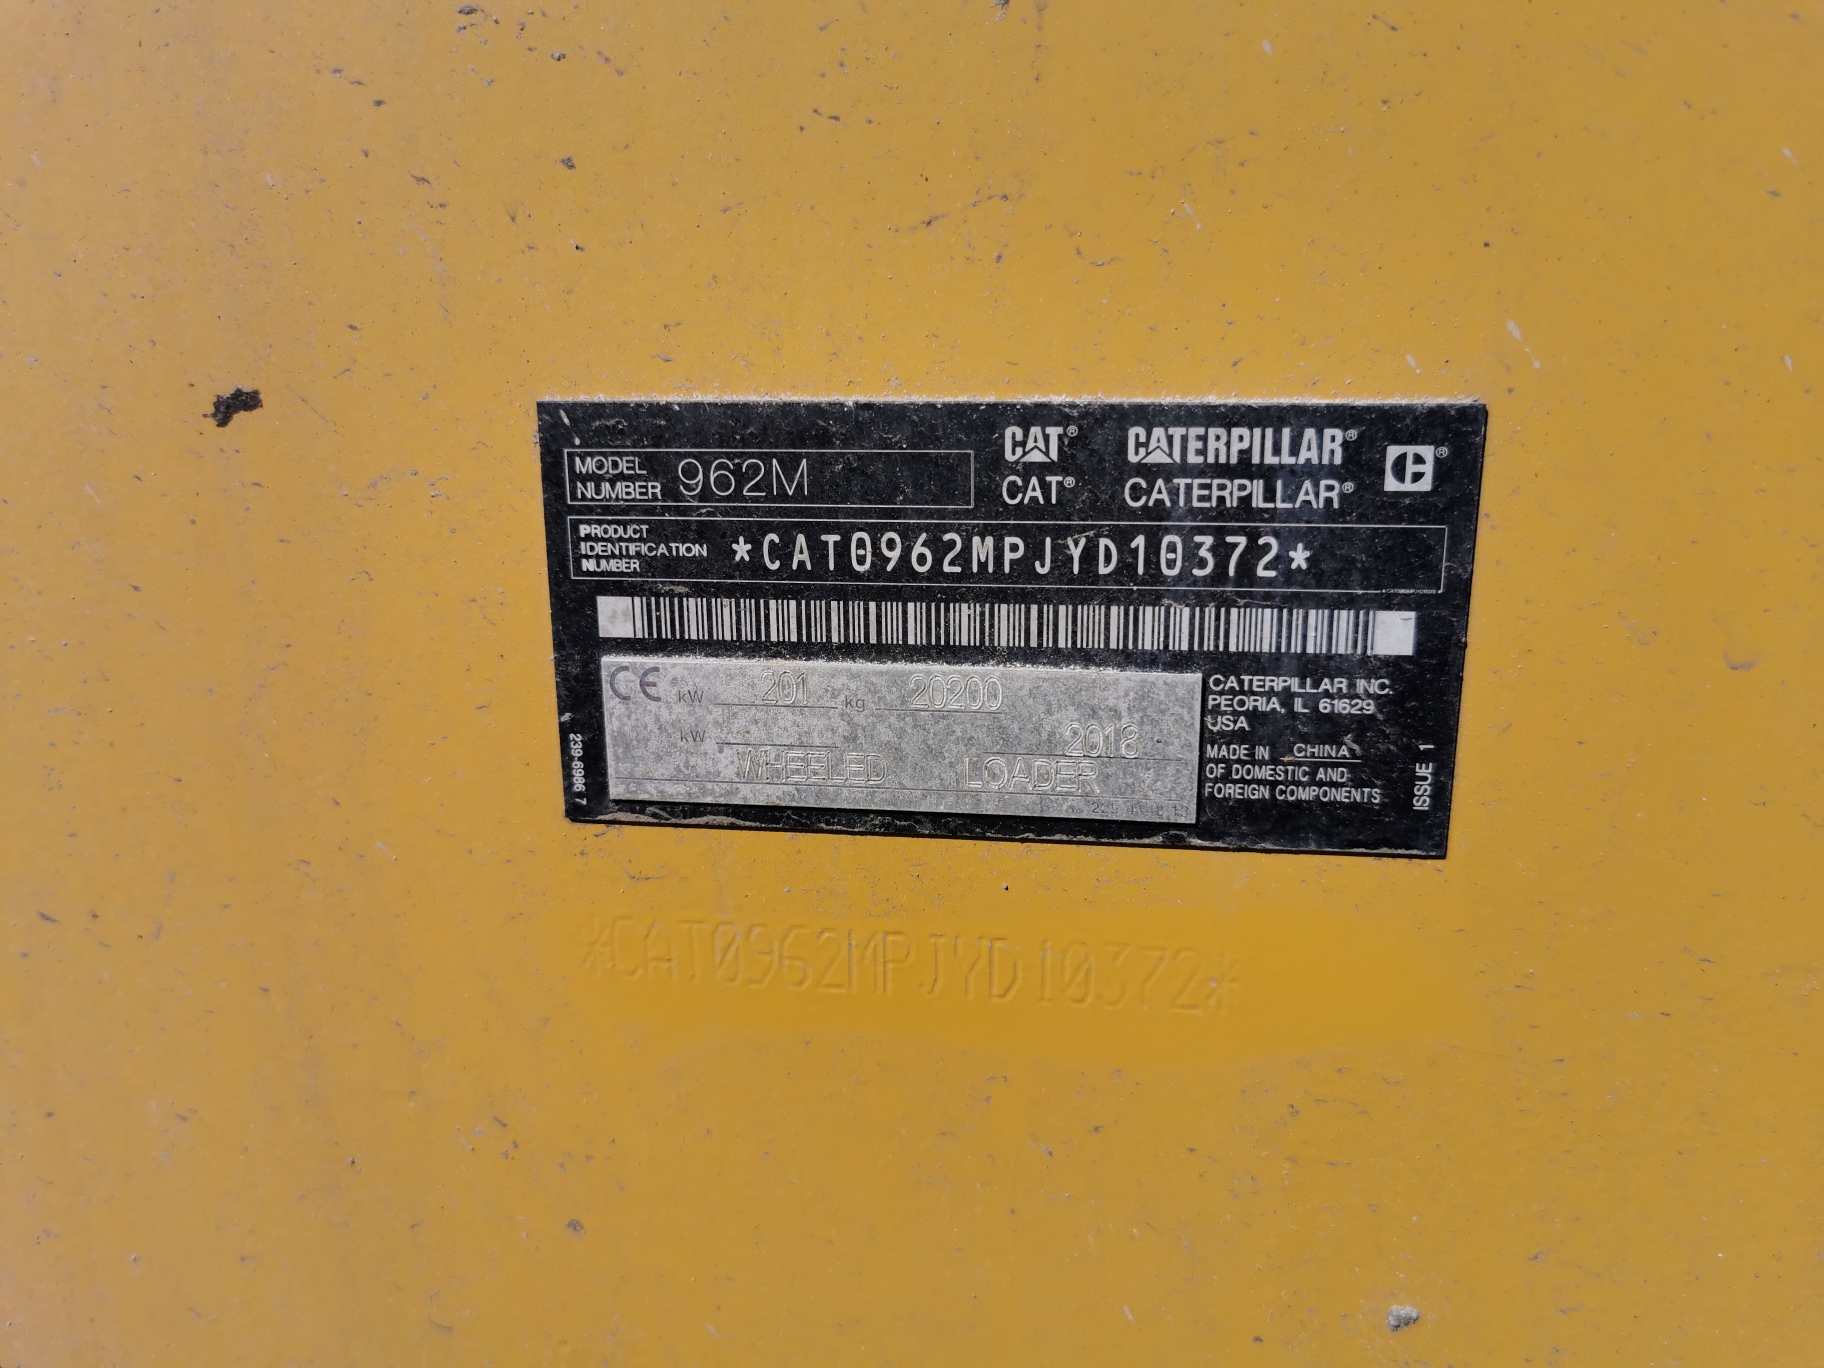 CAT® CATERPILLAR®
CAT® CATERPILLAR®
MODEL NUMBER 962M
PRODUCT IDENTIFICATION NUMBER *CAT0962MPJYD10372*
*CAT0962MPJYD10372*
CE kW 201 kg 20200
kW 2018
WHEELED LOADER
CATERPILLAR INC.
PEORIA, IL 61629
USA
MADE IN CHINA
OF DOMESTIC AND
FOREIGN COMPONENTS
239-6986 7
ISSUE 1
*CAT0962MPJYD10372*